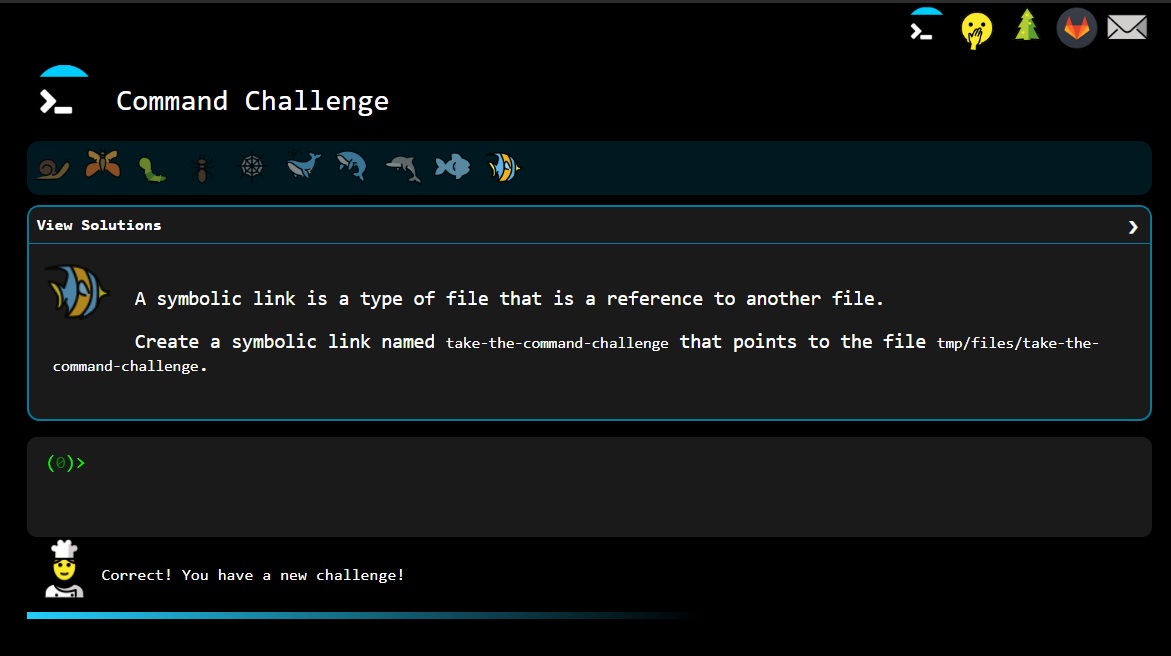 Command Challenge
View Solutions
A symbolic link is a type of file that is a reference to another file.
Create a symbolic link named take-the-command-challenge that points to the file tmp/files/take-the-
command-challenge.
(0)>
Correct! You have a new challenge!